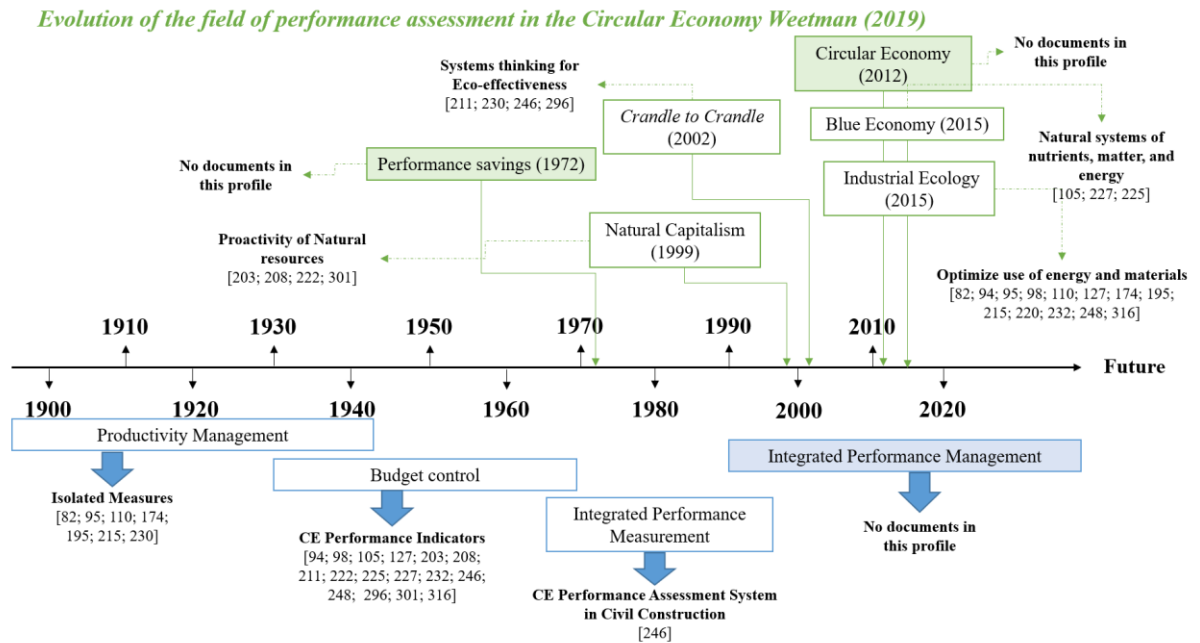 Evolution of the field of performance assessment in the Circular Economy Weetman (2019)
Systems thinking for
Eco-effectiveness
[211; 230; 246; 296]
Circular Economy
(2012)
No documents in
this profile
Crandle to Crandle
(2002)
Blue Economy (2015)
Natural systems of
nutrients, matter, and
energy
[105; 227; 225]
No documents in
this profile
Performance savings (1972)
Industrial Ecology
(2015)
Proactivity of Natural
resources
[203; 208; 222; 301]
Natural Capitalism
(1999)
Optimize use of energy and materials
[82; 94; 95; 98; 110; 127; 174; 195;
215; 220; 232; 248; 316]
1910
1930
1950
1970
1990
2010
Future
1900
1920
1940
1960
1980
2000
2020
Productivity Management
Isolated Measures
[82; 95; 110; 174;
195; 215; 230]
Budget control
CE Performance Indicators
[94; 98; 105; 127; 203; 208;
211; 222; 225; 227; 232; 246;
248; 296; 301; 316]
Integrated Performance
Measurement
CE Performance Assessment System
in Civil Construction
[246]
Integrated Performance Management
No documents in
this profile